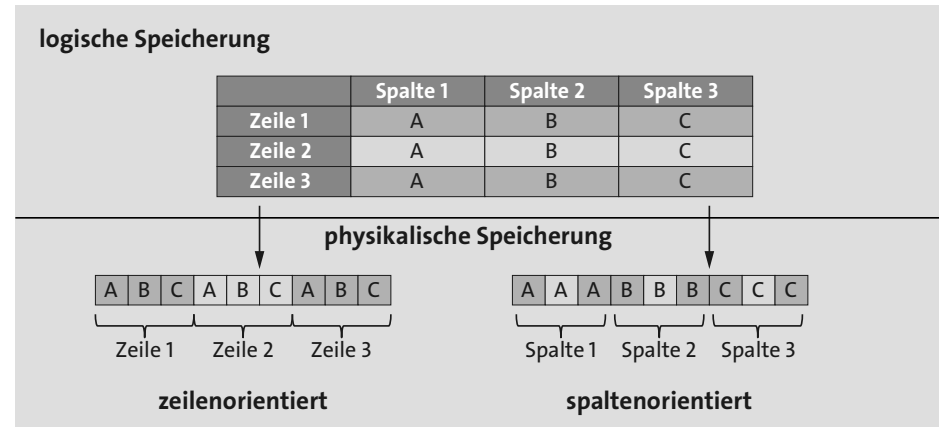 logische Speicherung
Spalte 1 Spalte 2 Spalte 3
Zeile 1 A B C
Zeile 2 A B C
Zeile 3 A B C
physikalische Speicherung
A B C A B C A B C
Zeile 1 Zeile 2 Zeile 3
zeilenorientiert
A A A B B B C C C
Spalte 1 Spalte 2 Spalte 3
spaltenorientiert